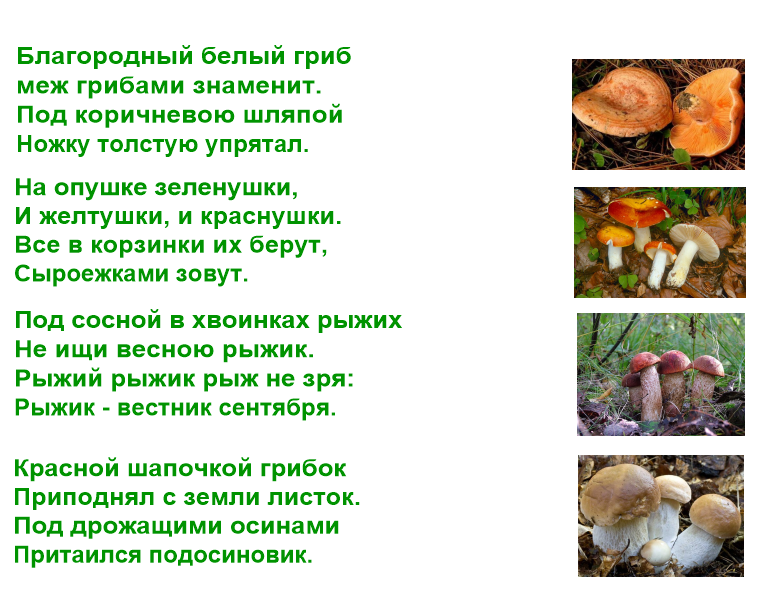 Благородный белый гриб
меж грибами знаменит.
Под коричневою шляпой
Ножку толстую упрятал.
На опушке зеленушки,
И желтушки, и краснушки.
Все в корзинки их берут,
Сыроежками зовут.
Под сосной в хвоинках рыжих
Не ищи весною рыжик.
Рыжий рыжик рыж не зря:
Рыжик - вестник сентября.
Красной шапочкой грибок
Приподнял с земли листок.
Под дрожащими осинами
Притаился подосиновик.